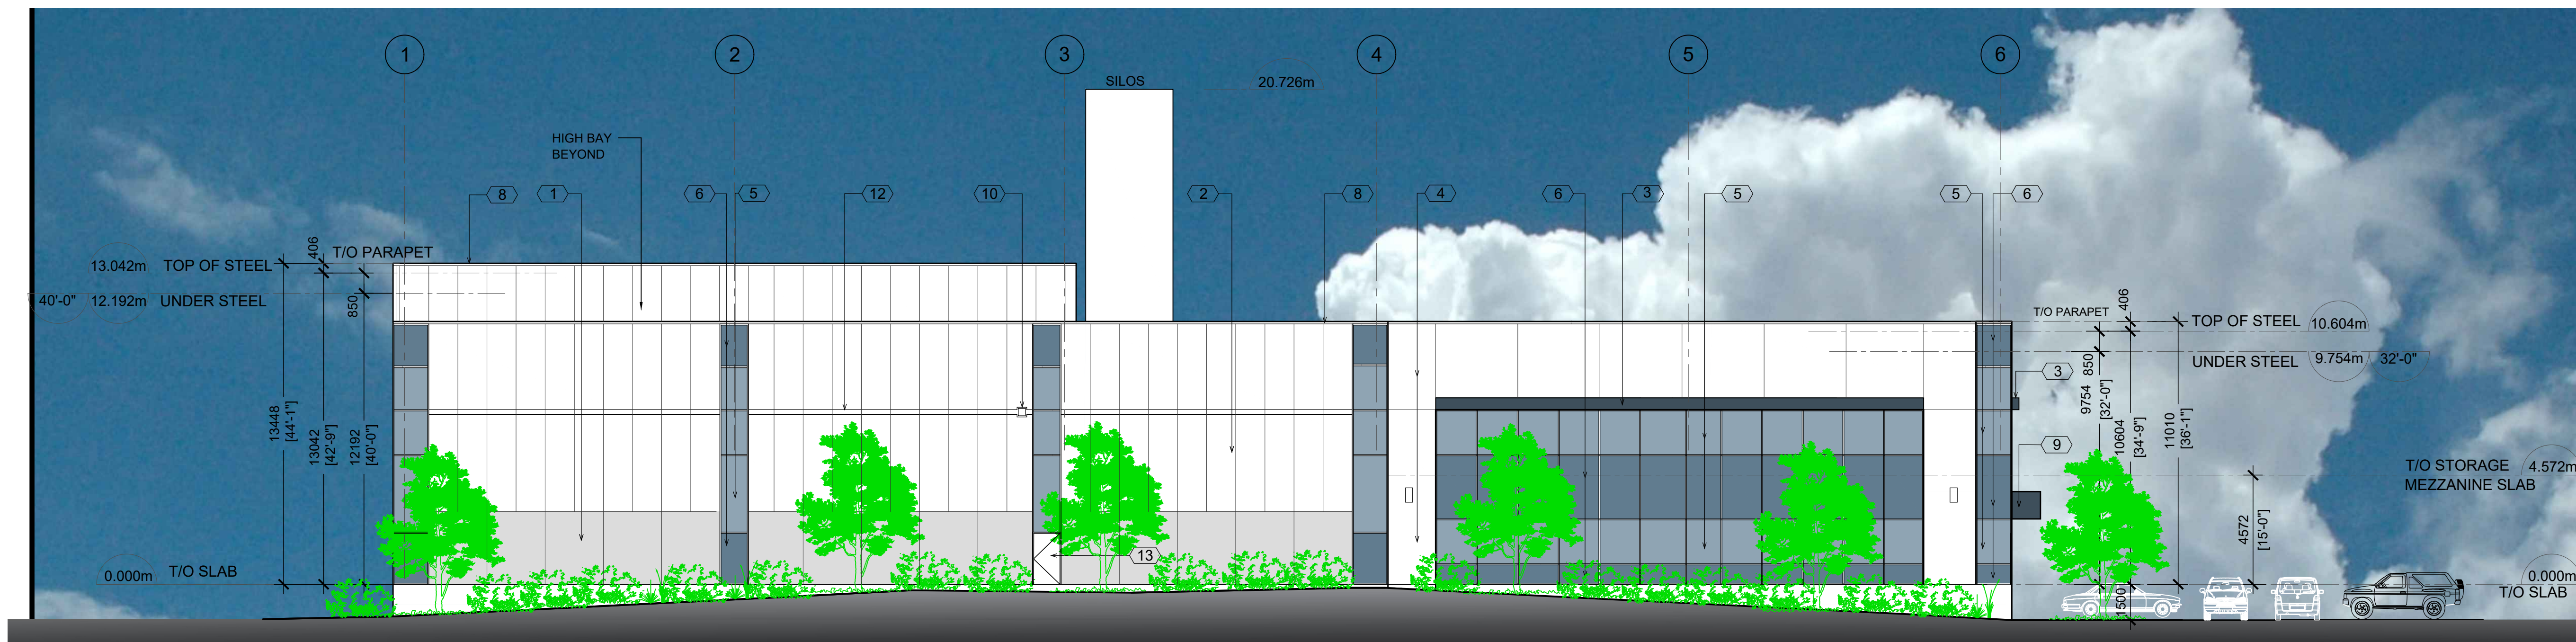 1
2
3
4
5
6
SILOS
20.726m
HIGH BAY
BEYOND
8
1
6
5
12
10
2
8
4
6
3
5
5
6
406
T/O PARAPET
13.042m
TOP OF STEEL
40'-0"
12.192m
UNDER STEEL
850
13448
[44'-1"]
13042
[42'-9"]
12192
[40'-0"]
0.000m
T/O SLAB
13
406
T/O PARAPET
TOP OF STEEL
10.604m
UNDER STEEL
9.754m
32'-0"
3
850
9754
[32'-0"]
10604
[34'-9"]
11010
[36'-1"]
9
T/O STORAGE
MEZZANINE SLAB
4.572m
4572
[15'-0"]
0.000m
T/O SLAB
1500